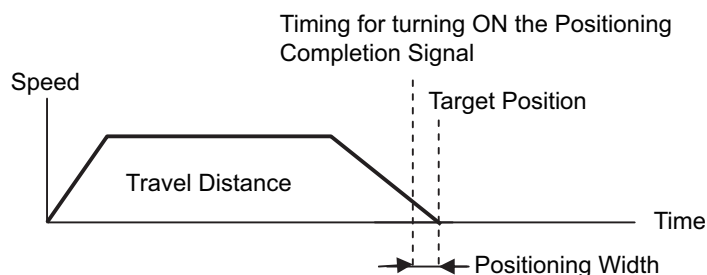 Timing for turning ON the Positioning
Completion Signal
Speed
Target Position
Travel Distance
Time
Positioning Width